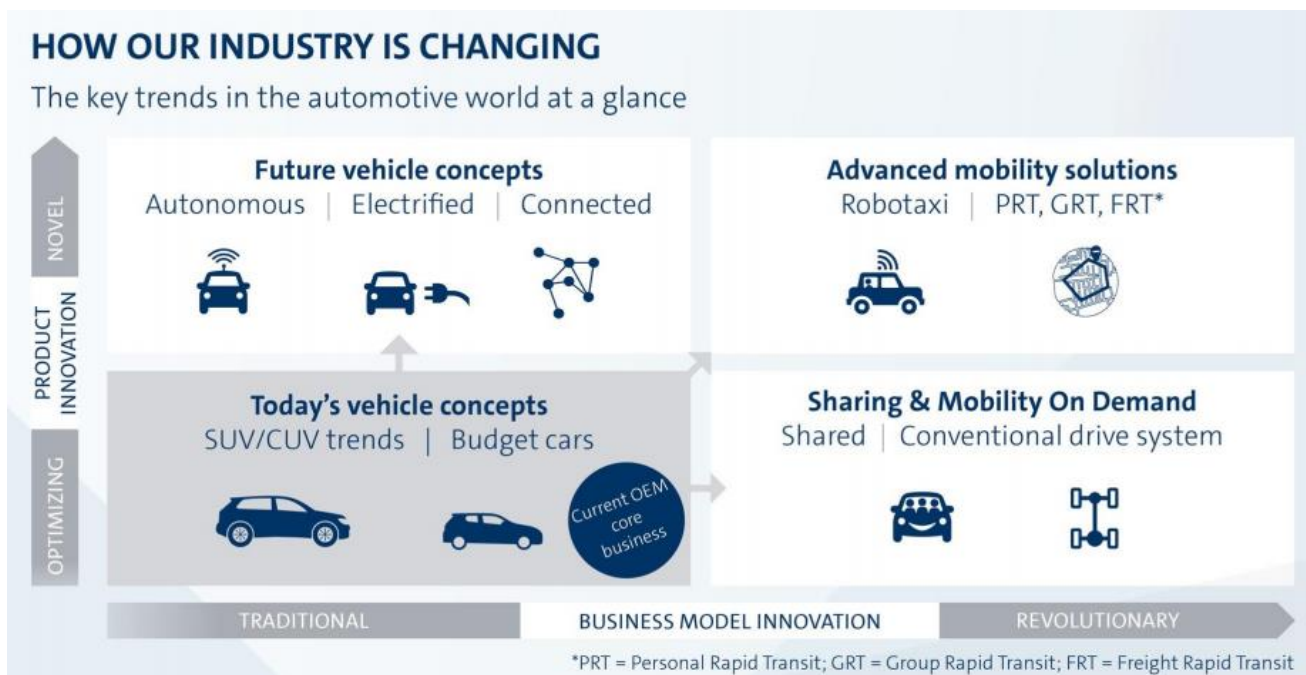 HOW OUR INDUSTRY IS CHANGING
The key trends in the automotive world at a glance
NOVEL
PRODUCT
INNOVATION
OPTIMIZING
Future vehicle concepts
Autonomous | Electrified | Connected
Advanced mobility solutions
Robotaxi | PRT, GRT, FRT*
Today's vehicle concepts
SUV/CUV trends | Budget cars
Current OEM
core
business
Sharing & Mobility On Demand
Shared | Conventional drive system
TRADITIONAL
BUSINESS MODEL INNOVATION
REVOLUTIONARY
*PRT = Personal Rapid Transit; GRT = Group Rapid Transit; FRT = Freight Rapid Transit